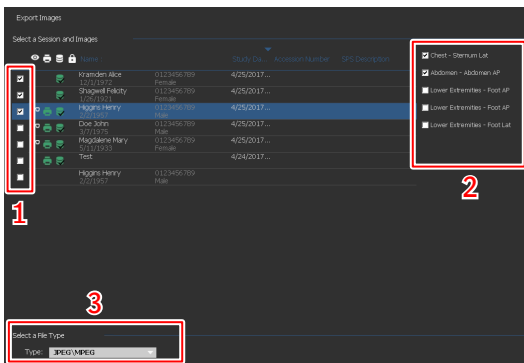 Export Images
Select a Session and Images
Name Study Da... Accession Number SPS Description
Kramden Alice 0123456789 4/25/2017...
12/1/1972 Female
Shagwell Felicity 0123456789 4/25/2017...
1/26/1921 Female
Higgins Henry 0123456789 4/25/2017...
2/2/1957 Male
Doe John 0123456789 4/25/2017...
3/7/1975 Male
Magdalene Mary 0123456789 4/25/2017...
5/11/1933 Female
Test 4/24/2017...
Higgins Henry 0123456789
2/2/1957 Male
1
Chest - Sternum Lat
Abdomen - Abdomen AP
Lower Extremities - Foot AP
Lower Extremities - Foot AP
Lower Extremities - Foot Lat
2
3
Select a File Type
Type: JPEG\MPEG